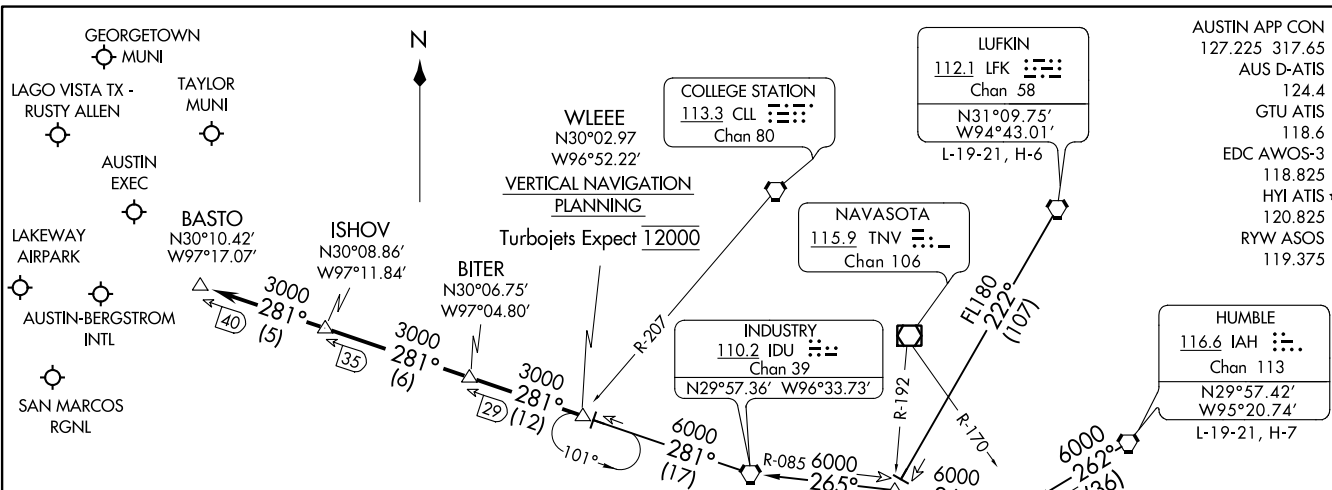 GEORGETOWN
MUNI
LAGO VISTA TX -
RUSTY ALLEN
TAYLOR
MUNI
AUSTIN
EXEC
LAKEWAY
AIRPARK
AUSTIN-BERGSTROM
INTL
SAN MARCOS
RGNL
N
BASTO
N30°10.42'
W97°17.07'
ISHOV
N30°08.86'
W97°11.84'
BITER
N30°06.75'
W97°04.80'
WLEEE
N30°02.97
W96°52.22'
VERTICAL NAVIGATION
PLANNING
Turbojets Expect 12000
COLLEGE STATION
113.3 CLL
Chan 80
LUFKIN
112.1 LFK
Chan 58
N31°09.75'
W94°43.01'
L-19-21, H-6
NAVASOTA
115.9 TNV
Chan 106
INDUSTRY
110.2 IDU
Chan 39
N29°57.36' W96°33.73'
HUMBLE
116.6 IAH
Chan 113
N29°57.42'
W95°20.74'
L-19-21, H-7
AUSTIN APP CON
127.225 317.65
AUS D-ATIS
124.4
GTU ATIS
118.6
EDC AWOS-3
118.825
HYI ATIS
120.825
RYW ASOS
119.375
3000
281°
(5)
40
3000
281°
(6)
35
3000
281°
(12)
29
101°
6000
281°
(17)
R-207
R-085
6000
265°
R-192
R-170
FL180
222°
(107)
6000
6000
262°
(36)